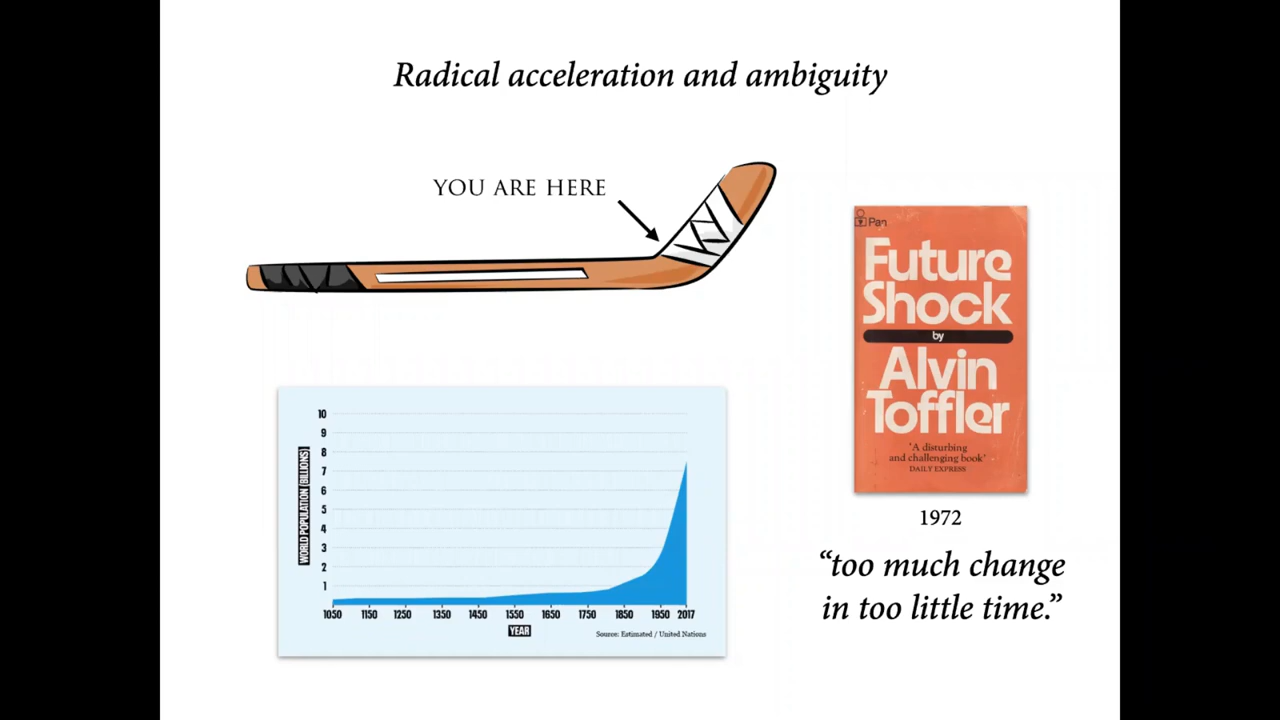 Radical acceleration and ambiguity
YOU ARE HERE
Pan
Future
Shock
by
Alvin
Toffler
'A disturbing
and challenging book'
DAILY EXPRESS
1972
“too much change
in too little time.”
WORLD POPULATION (BILLIONS)
10
9
8
7
6
5
4
3
2
1
1050 1150 1250 1350 1450 1550 1650 1750 1850 1950 2017
YEAR
Source: Estimated / United Nations